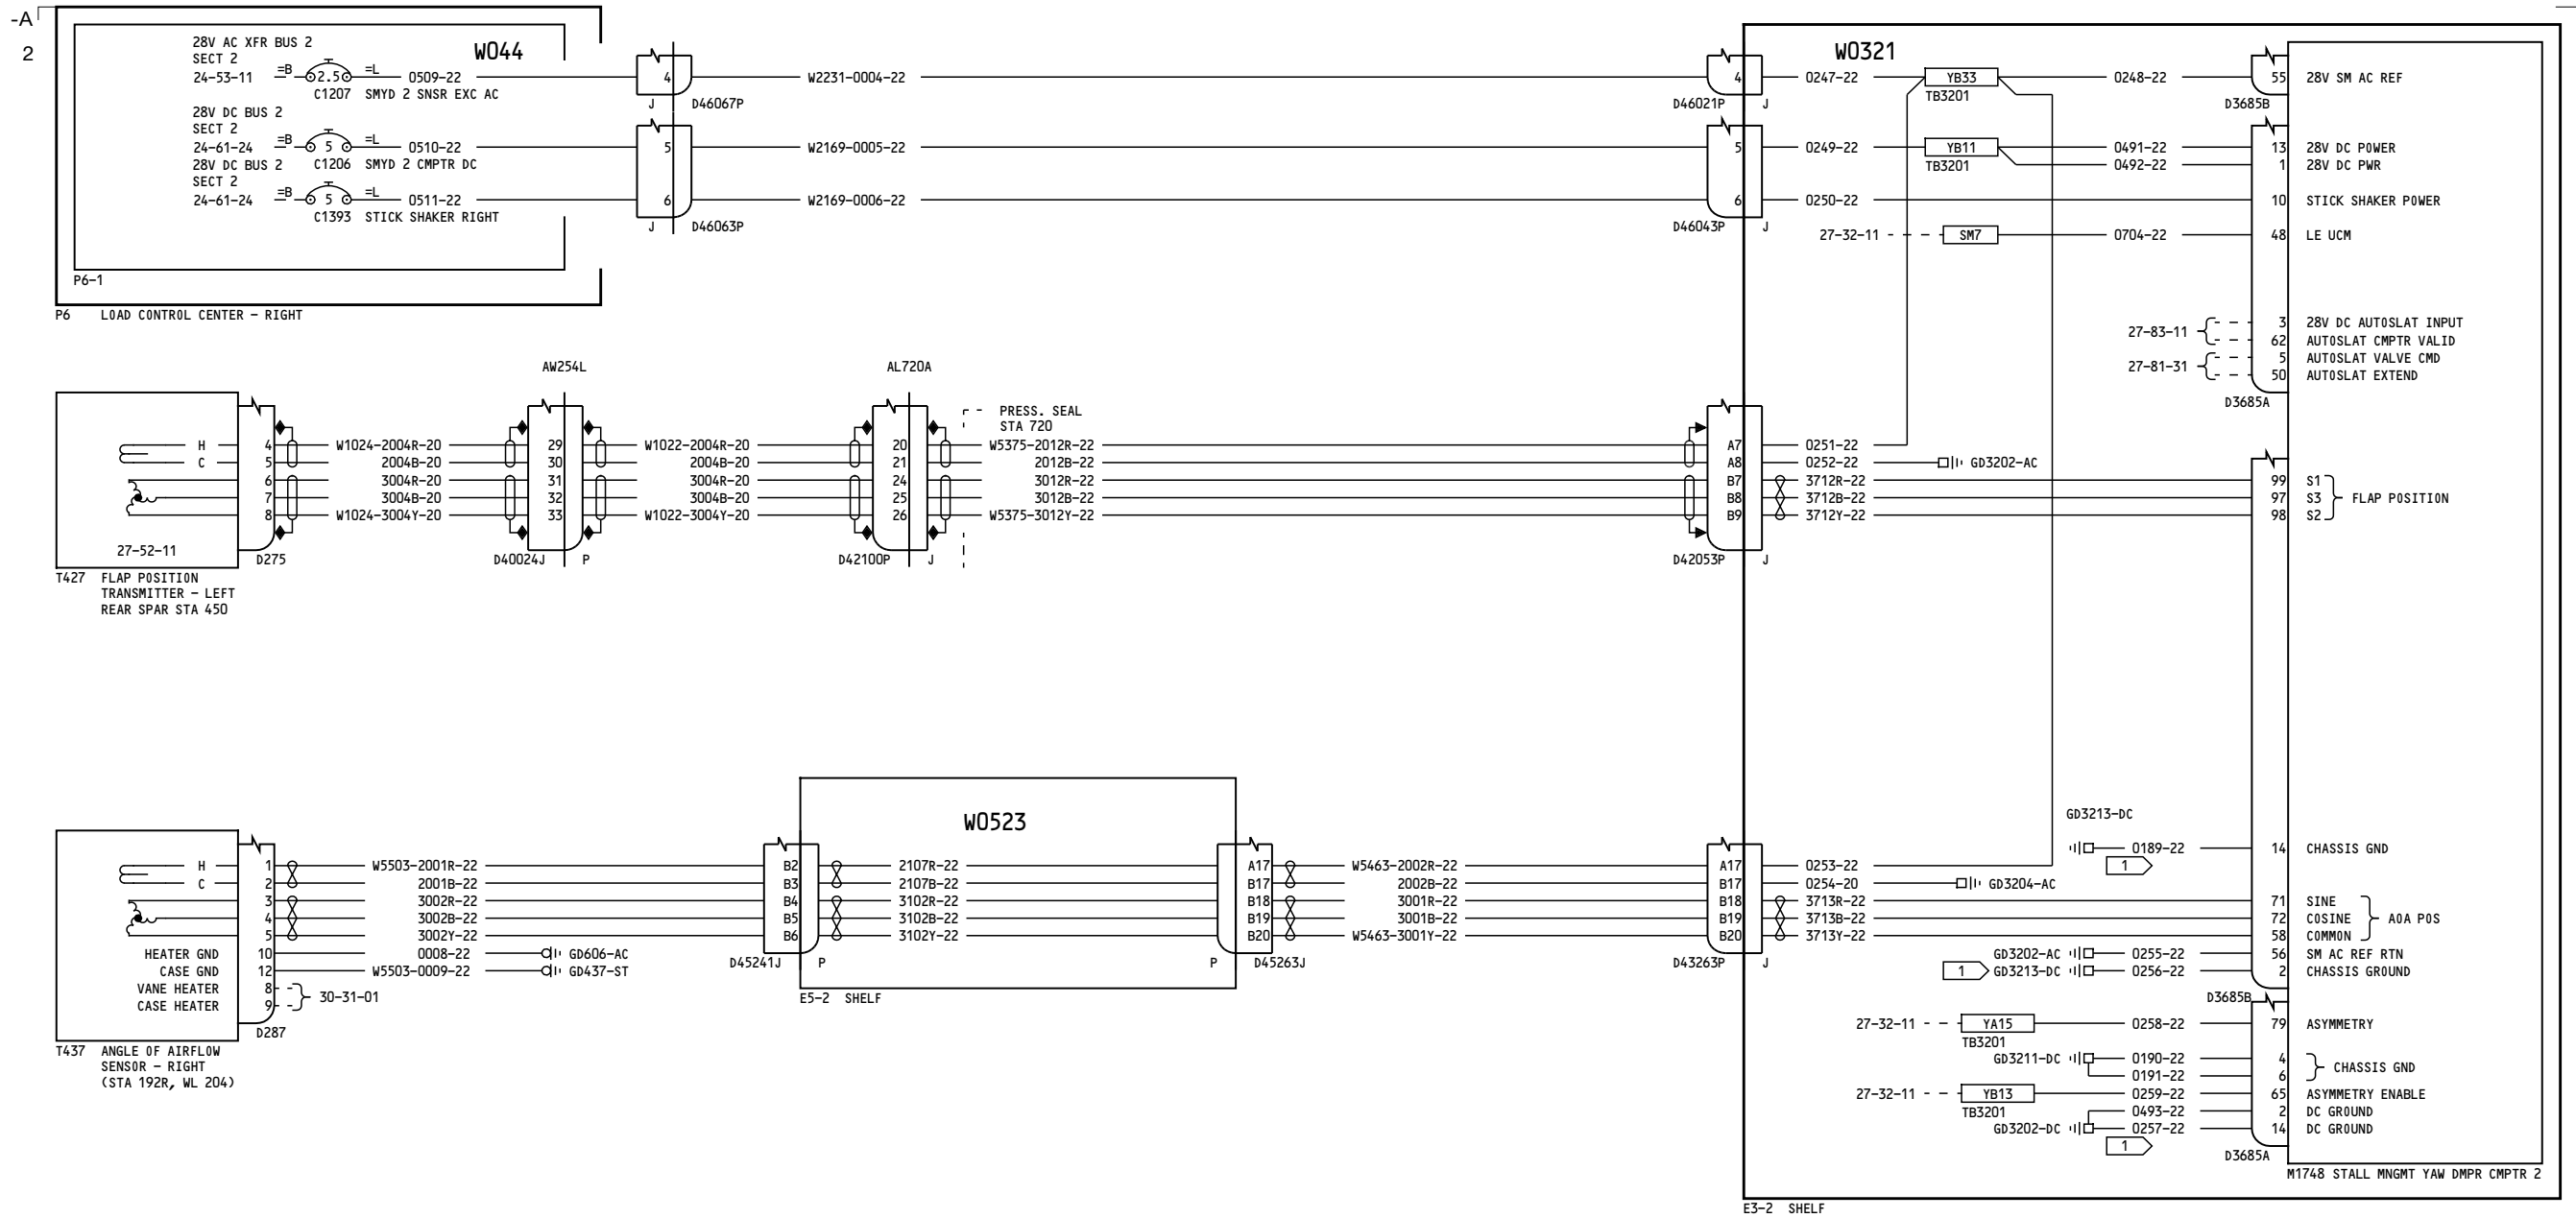 -A
2
28V AC XFR BUS 2
SECT 2
W044
24-53-11 =B 2.5 =L 0509-22
C1207 SMYD 2 SNSR EXC AC
28V DC BUS 2
SECT 2
24-61-24 =B 5 =L 0510-22
C1206 SMYD 2 CMPTR DC
28V DC BUS 2
SECT 2
24-61-24 =B 5 =L 0511-22
C1393 STICK SHAKER RIGHT
P6-1
P6 LOAD CONTROL CENTER - RIGHT
4 W2231-0004-22 4
J D46067P D46021P J
5 W2169-0005-22 5
6 W2169-0006-22 6
J D46063P D46043P J
W0321
0247-22 YB33 0248-22 55 28V SM AC REF
TB3201 D3685B
0249-22 YB11 0491-22 13 28V DC POWER
TB3201 0492-22 1 28V DC PWR
0250-22 10 STICK SHAKER POWER
27-32-11 SM7 0704-22 48 LE UCM
27-83-11
3 28V DC AUTOSLAT INPUT
62 AUTOSLAT CMPTR VALID
27-81-31
5 AUTOSLAT VALVE CMD
50 AUTOSLAT EXTEND
D3685A
AW254L AL720A
PRESS. SEAL
STA 720
H 4 W1024-2004R-20 29 W1022-2004R-20 20 W5375-2012R-22 A7 0251-22
C 5 2004B-20 30 2004B-20 21 2012B-22 A8 0252-22 GD3202-AC
6 3004R-20 31 3004R-20 24 3012R-22 B7 3712R-22 99 S1
7 3004B-20 32 3004B-20 25 3012B-22 B8 3712B-22 97 S3 FLAP POSITION
8 W1024-3004Y-20 33 W1022-3004Y-20 26 W5375-3012Y-22 B9 3712Y-22 98 S2
27-52-11
D275 D40024J P D42100P J D42053P J
T427 FLAP POSITION
TRANSMITTER - LEFT
REAR SPAR STA 450
W0523
GD3213-DC
0189-22 14 CHASSIS GND
1
H 1 W5503-2001R-22 B2 2107R-22 A17 W5463-2002R-22 A17 0253-22
C 2 2001B-22 B3 2107B-22 B17 2002B-22 B17 0254-20 GD3204-AC
3 3002R-22 B4 3102R-22 B18 3001R-22 B18 3713R-22 71 SINE
4 3002B-22 B5 3102B-22 B19 3001B-22 B19 3713B-22 72 COSINE AOA POS
5 3002Y-22 B6 3102Y-22 B20 W5463-3001Y-22 B20 3713Y-22 58 COMMON
HEATER GND 10 0008-22 GD606-AC
D45241J P P D45263J D43263P J
GD3202-AC 0255-22 56 SM AC REF RTN
CASE GND 12 W5503-0009-22 GD437-ST
1 GD3213-DC 0256-22 2 CHASSIS GROUND
VANE HEATER 8
CASE HEATER 9
30-31-01
E5-2 SHELF
D3685B
D287
T437 ANGLE OF AIRFLOW
SENSOR - RIGHT
(STA 192R, WL 204)
27-32-11 YA15 0258-22 79 ASYMMETRY
TB3201
GD3211-DC 0190-22 4
0191-22 6
CHASSIS GND
27-32-11 YB13 0259-22 65 ASYMMETRY ENABLE
TB3201 0493-22 2 DC GROUND
GD3202-DC 0257-22 14 DC GROUND
1
D3685A
M1748 STALL MNGMT YAW DMPR CMPTR 2
E3-2 SHELF